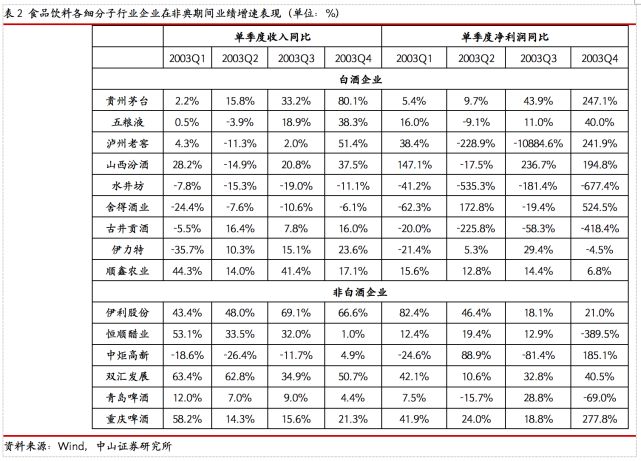 表 2 食品饮料各细分子行业企业在非典期间业绩增速表现（单位：%）
单季度收入同比 单季度净利润同比
2003Q1 2003Q2 2003Q3 2003Q4 2003Q1 2003Q2 2003Q3 2003Q4
白酒企业
贵州茅台 2.2% 15.8% 33.2% 80.1% 5.4% 9.7% 43.9% 247.1%
五粮液 0.5% -3.9% 18.9% 38.3% 16.0% -9.1% 11.0% 40.0%
泸州老窖 4.3% -11.3% 2.0% 51.4% 38.4% -228.9% -10884.6% 241.9%
山西汾酒 28.2% -14.9% 20.8% 37.5% 147.1% -17.5% 236.7% 194.8%
水井坊 -7.8% -15.3% -19.0% -11.1% -41.2% -535.3% -181.4% -677.4%
舍得酒业 -24.4% -7.6% -10.6% -6.1% -62.3% 172.8% -19.4% 524.5%
古井贡酒 -5.5% 16.4% 7.8% 16.0% -20.0% -225.8% -58.3% -418.4%
伊力特 -35.7% 10.3% 15.1% 23.6% -21.4% 5.3% 29.4% -4.5%
顺鑫农业 44.3% 14.0% 41.4% 17.1% 15.6% 12.8% 14.4% 6.8%
非白酒企业
伊利股份 43.4% 48.0% 69.1% 66.6% 82.4% 46.4% 18.1% 21.0%
恒顺醋业 53.1% 33.5% 32.0% 1.0% 12.4% 19.4% 12.9% -389.5%
中炬高新 -18.6% -26.4% -11.7% 4.9% -24.6% 88.9% -81.4% 185.1%
双汇发展 63.4% 62.8% 34.9% 50.7% 42.1% 10.6% 32.8% 40.5%
青岛啤酒 12.0% 7.0% 9.0% 4.4% 7.5% -15.7% 28.8% -69.0%
重庆啤酒 58.2% 14.3% 15.6% 21.3% 41.9% 24.0% 18.8% 277.8%
资料来源：Wind，中山证券研究所